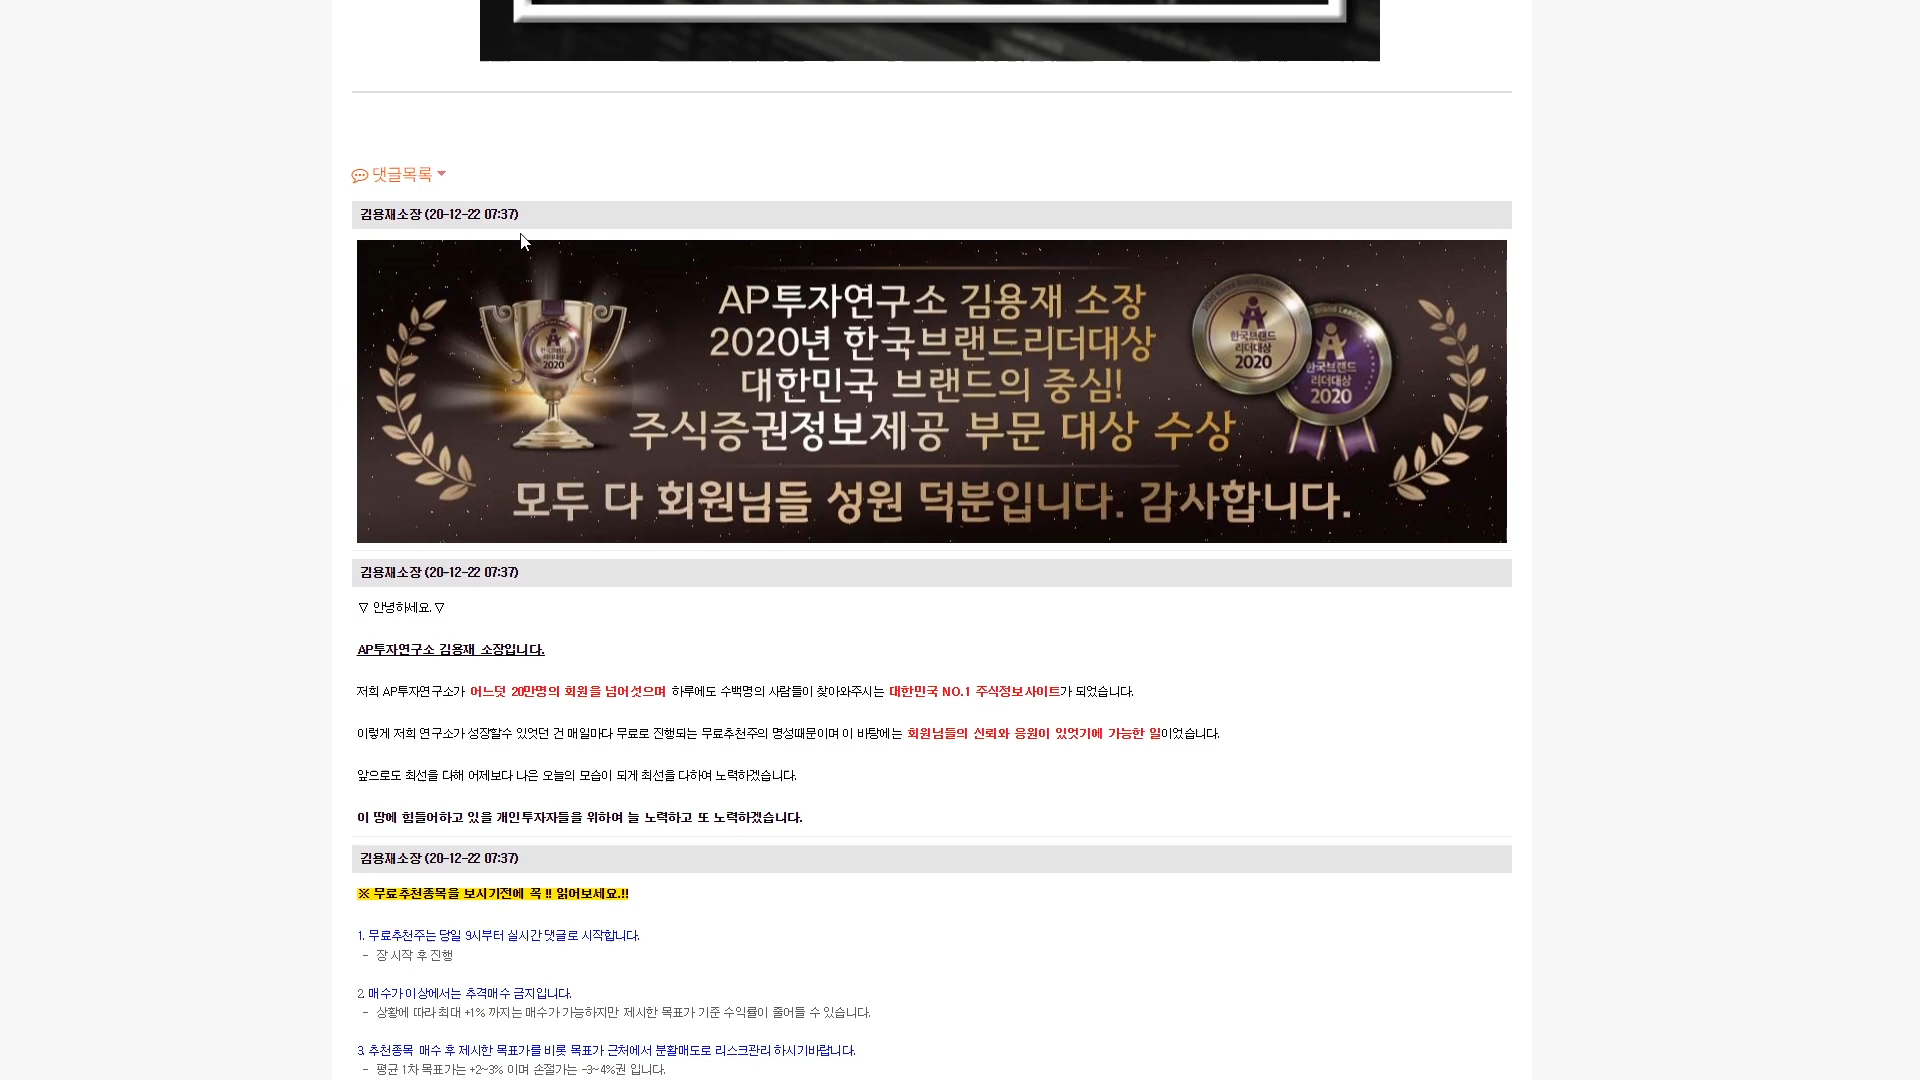 댓글목록
김용재소장 (20-12-22 07:37)
AP투자연구소 김용재 소장
2020년 한국브랜드리더대상
대한민국 브랜드의 중심!
주식증권정보제공 부문 대상 수상
모두 다 회원님들 성원 덕분입니다. 감사합니다.
한국브랜드
리더대상
2020
한국브랜드
리더대상
2020
한국브랜드
리더대상
2020
김용재소장 (20-12-22 07:37)
▽ 안녕하세요. ▽
AP투자연구소 김용재 소장입니다.
저희 AP투자연구소가 어느덧 20만명의 회원을 넘어섯으며 하루에도 수백명의 사람들이 찾아와주시는 대한민국 NO.1 주식정보사이트가 되었습니다.
이렇게 저희 연구소가 성장할수 있엇던 건 매일마다 무료로 진행되는 무료추천주의 명성때문이며 이 바탕에는 회원님들의 신뢰와 응원이 있엇기에 가능한 일이었습니다.
앞으로도 최선을 다해 어제보다 나은 오늘의 모습이 되게 최선을 다하여 노력하겠습니다.
이 땅에 힘들어하고 있을 개인투자자들을 위하여 늘 노력하고 또 노력하겠습니다.
김용재소장 (20-12-22 07:37)
※ 무료추천종목을 보시기전에 꼭 !! 읽어보세요.!!
1. 무료추천주는 당일 9시부터 실시간 댓글로 시작합니다.
- 장 시작 후 진행
2. 매수가 이상에서는 추격매수 금지입니다.
- 상황에 따라 최대 +1% 까지는 매수가 가능하지만 제시한 목표가 기준 수익률이 줄어들 수 있습니다.
3. 추천종목 매수 후 제시한 목표가를 비롯 목표가 근처에서 분활매도로 리스크관리 하시기바랍니다.
- 평균 1차 목표가는 +2~3% 이며 손절가는 -3~4%권 입니다.